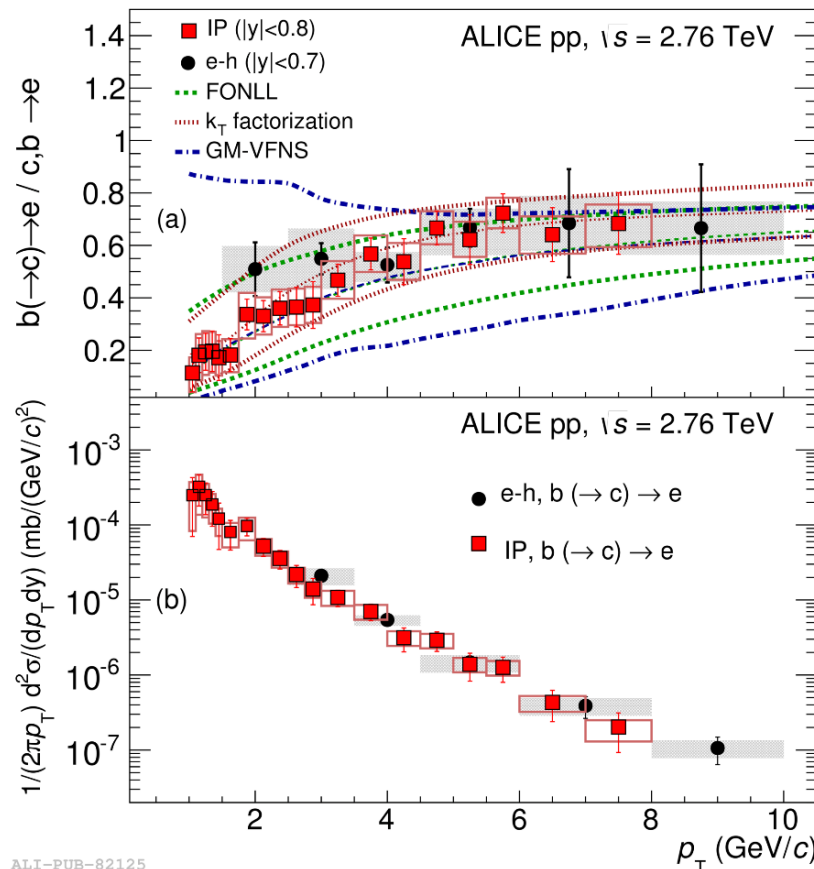 1.4
1.2
1
0.8
0.6
0.4
0.2
b(→c)→e / c,b →e
IP (|y|<0.8)
e-h (|y|<0.7)
FONLL
k_T factorization
GM-VFNS
ALICE pp, √s = 2.76 TeV
(a)
10⁻³
10⁻⁴
10⁻⁵
10⁻⁶
10⁻⁷
1/(2πp_T) d²σ/(dp_Tdy) (mb/(GeV/c)²)
ALICE pp, √s = 2.76 TeV
e-h, b (→ c) → e
IP, b (→ c) → e
(b)
2 4 6 8 10
p_T (GeV/c)
ALI-PUB-82125